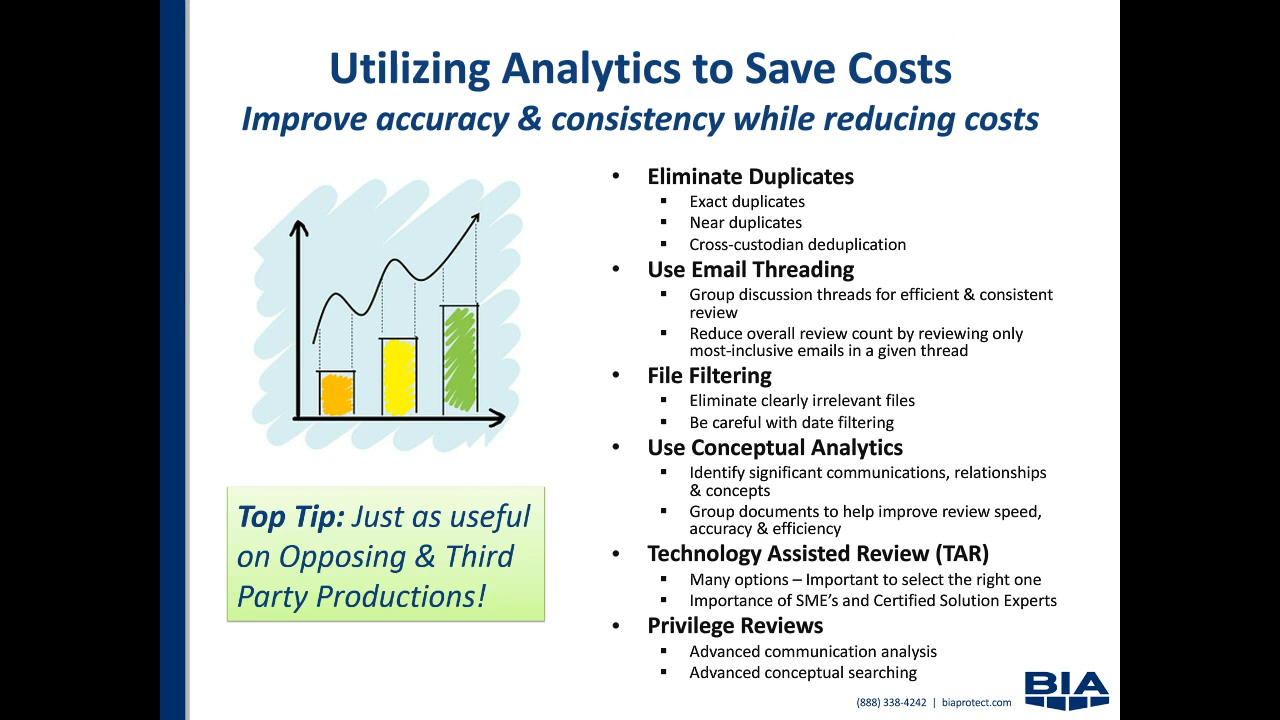 Utilizing Analytics to Save Costs
Improve accuracy & consistency while reducing costs
• Eliminate Duplicates
▪ Exact duplicates
▪ Near duplicates
▪ Cross-custodian deduplication
• Use Email Threading
▪ Group discussion threads for efficient & consistent
review
▪ Reduce overall review count by reviewing only
most-inclusive emails in a given thread
• File Filtering
▪ Eliminate clearly irrelevant files
▪ Be careful with date filtering
• Use Conceptual Analytics
▪ Identify significant communications, relationships
& concepts
▪ Group documents to help improve review speed,
accuracy & efficiency
• Technology Assisted Review (TAR)
▪ Many options – Important to select the right one
▪ Importance of SME's and Certified Solution Experts
• Privilege Reviews
▪ Advanced communication analysis
▪ Advanced conceptual searching
Top Tip: Just as useful
on Opposing & Third
Party Productions!
(888) 338-4242 | biaprotect.com
BIA